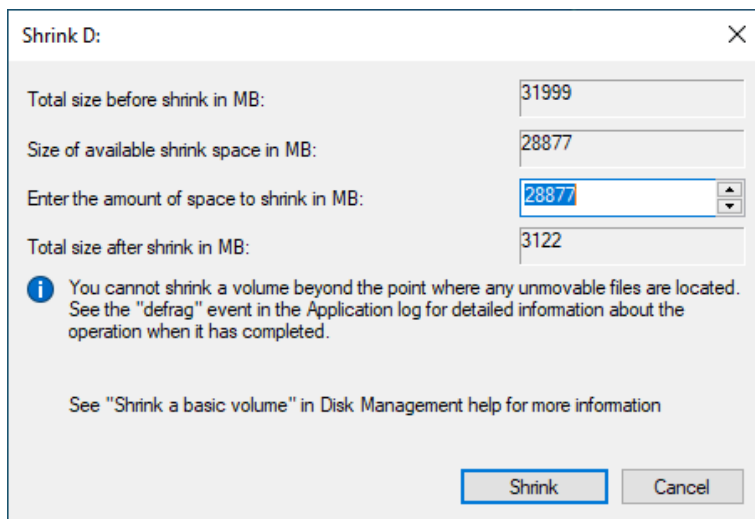 Shrink D:
Total size before shrink in MB: 31999
Size of available shrink space in MB: 28877
Enter the amount of space to shrink in MB: 28877
Total size after shrink in MB: 3122
You cannot shrink a volume beyond the point where any unmovable files are located.
See the "defrag" event in the Application log for detailed information about the
operation when it has completed.
See "Shrink a basic volume" in Disk Management help for more information
Shrink Cancel